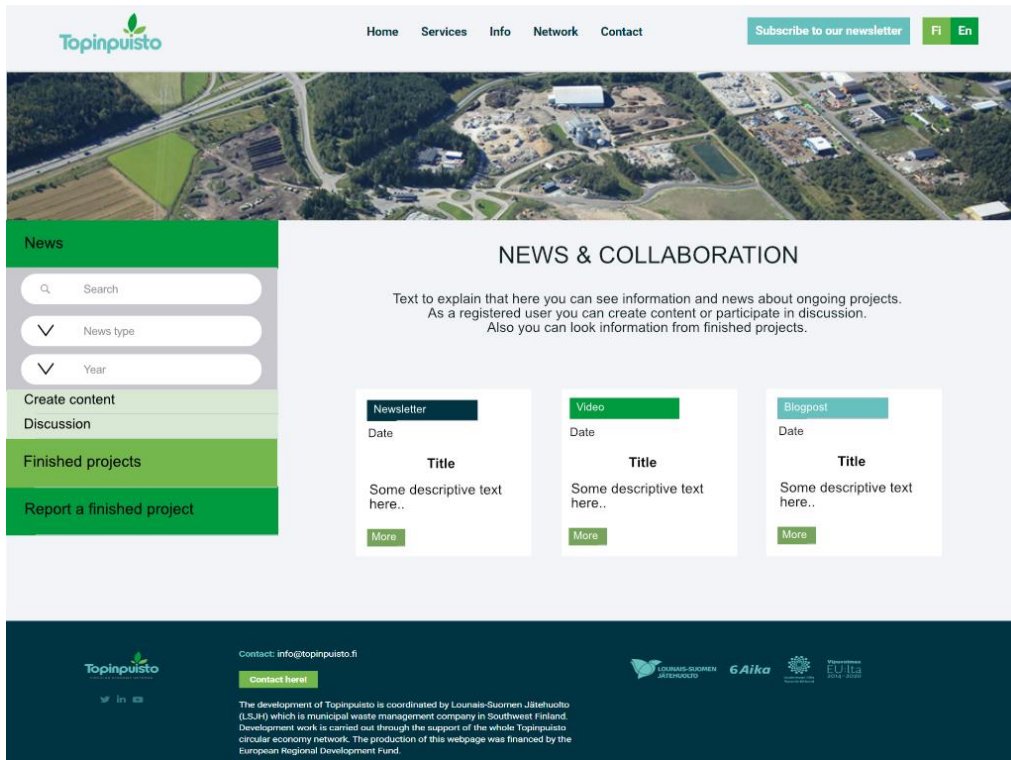 Topinpuisto
Home Services Info Network Contact
Subscribe to our newsletter
Fi En
News
Search
News type
Year
Create content
Discussion
Finished projects
Report a finished project
NEWS & COLLABORATION
Text to explain that here you can see information and news about ongoing projects.
As a registered user you can create content or participate in discussion.
Also you can look information from finished projects.
Newsletter
Date
Title
Some descriptive text
here..
More
Video
Date
Title
Some descriptive text
here..
More
Blogpost
Date
Title
Some descriptive text
here..
More
Topinpuisto
in
Contact: info@topinpuisto.fi
Contact here!
The development of Topinpuisto is coordinated by Lounais-Suomen Jätehuolto
(LSJH) which is municipal waste management company in Southwest Finland.
Development work is carried out through the support of the whole Topinpuisto
circular economy network. The production of this webpage was financed by the
European Regional Development Fund.
LOUNAIS-SUOMEN
JÄTEHUOLTO
6Aika
Vipuvoimaa
EU:lta
2014-2020